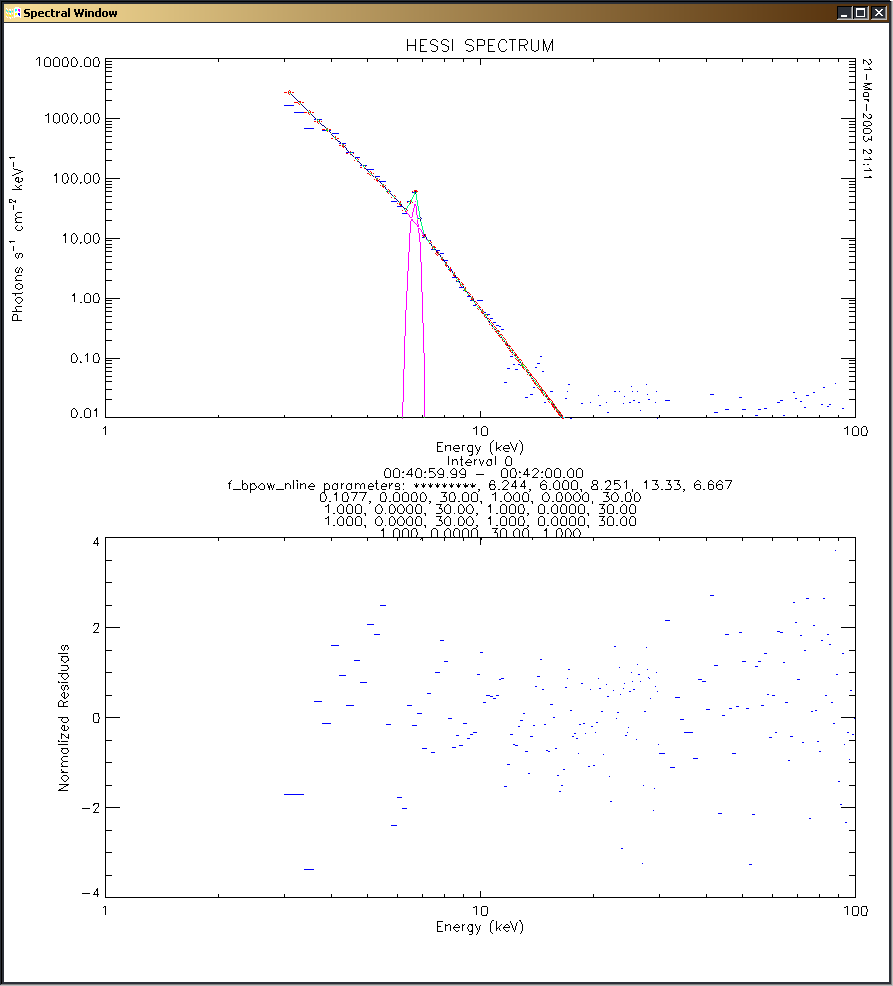 Spectral Window
HESSI SPECTRUM
21-Mar-2003 21:11
10000.00
1000.00
100.00
10.00
1.00
0.10
0.01
Photons s⁻¹ cm⁻² keV⁻¹
1 10 100
Energy (keV)
Interval 0
00:40:59.99 - 00:42:00.00
f_bpow_nline parameters: *********, 6.244, 6.000, 8.251, 13.33, 6.667
0.1077, 0.0000, 30.00, 1.000, 0.0000, 30.00
1.000, 0.0000, 30.00, 1.000, 0.0000, 30.00
1.000, 0.0000, 30.00, 1.000, 0.0000, 30.00
1.000, 0.0000, 30.00, 1.000
4
2
0
-2
-4
Normalized Residuals
1 10 100
Energy (keV)